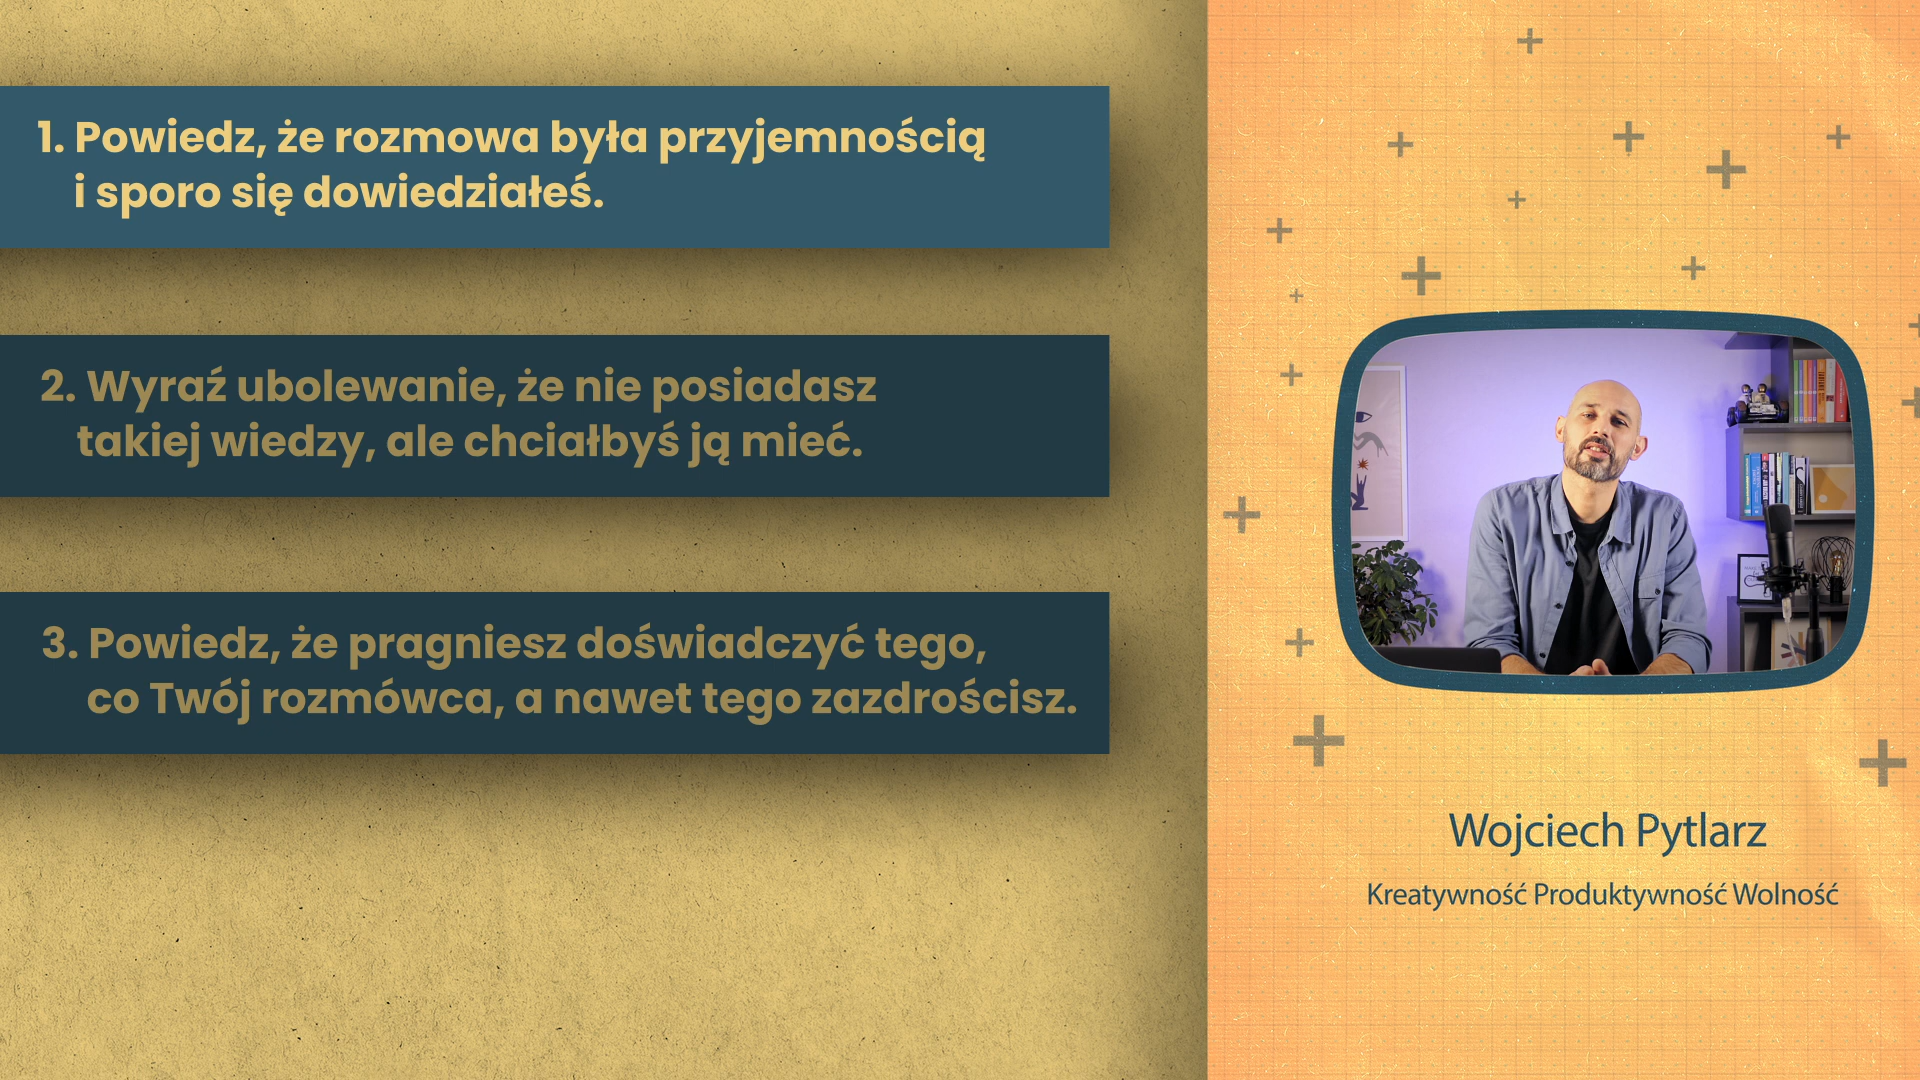 1. Powiedz, że rozmowa była przyjemnością
i sporo się dowiedziałeś.
2. Wyraź ubolewanie, że nie posiadasz
takiej wiedzy, ale chciałbyś ją mieć.
3. Powiedz, że pragniesz doświadczyć tego,
co Twój rozmówca, a nawet tego zazdrościsz.
Wojciech Pytlarz
Kreatywność Produktywność Wolność